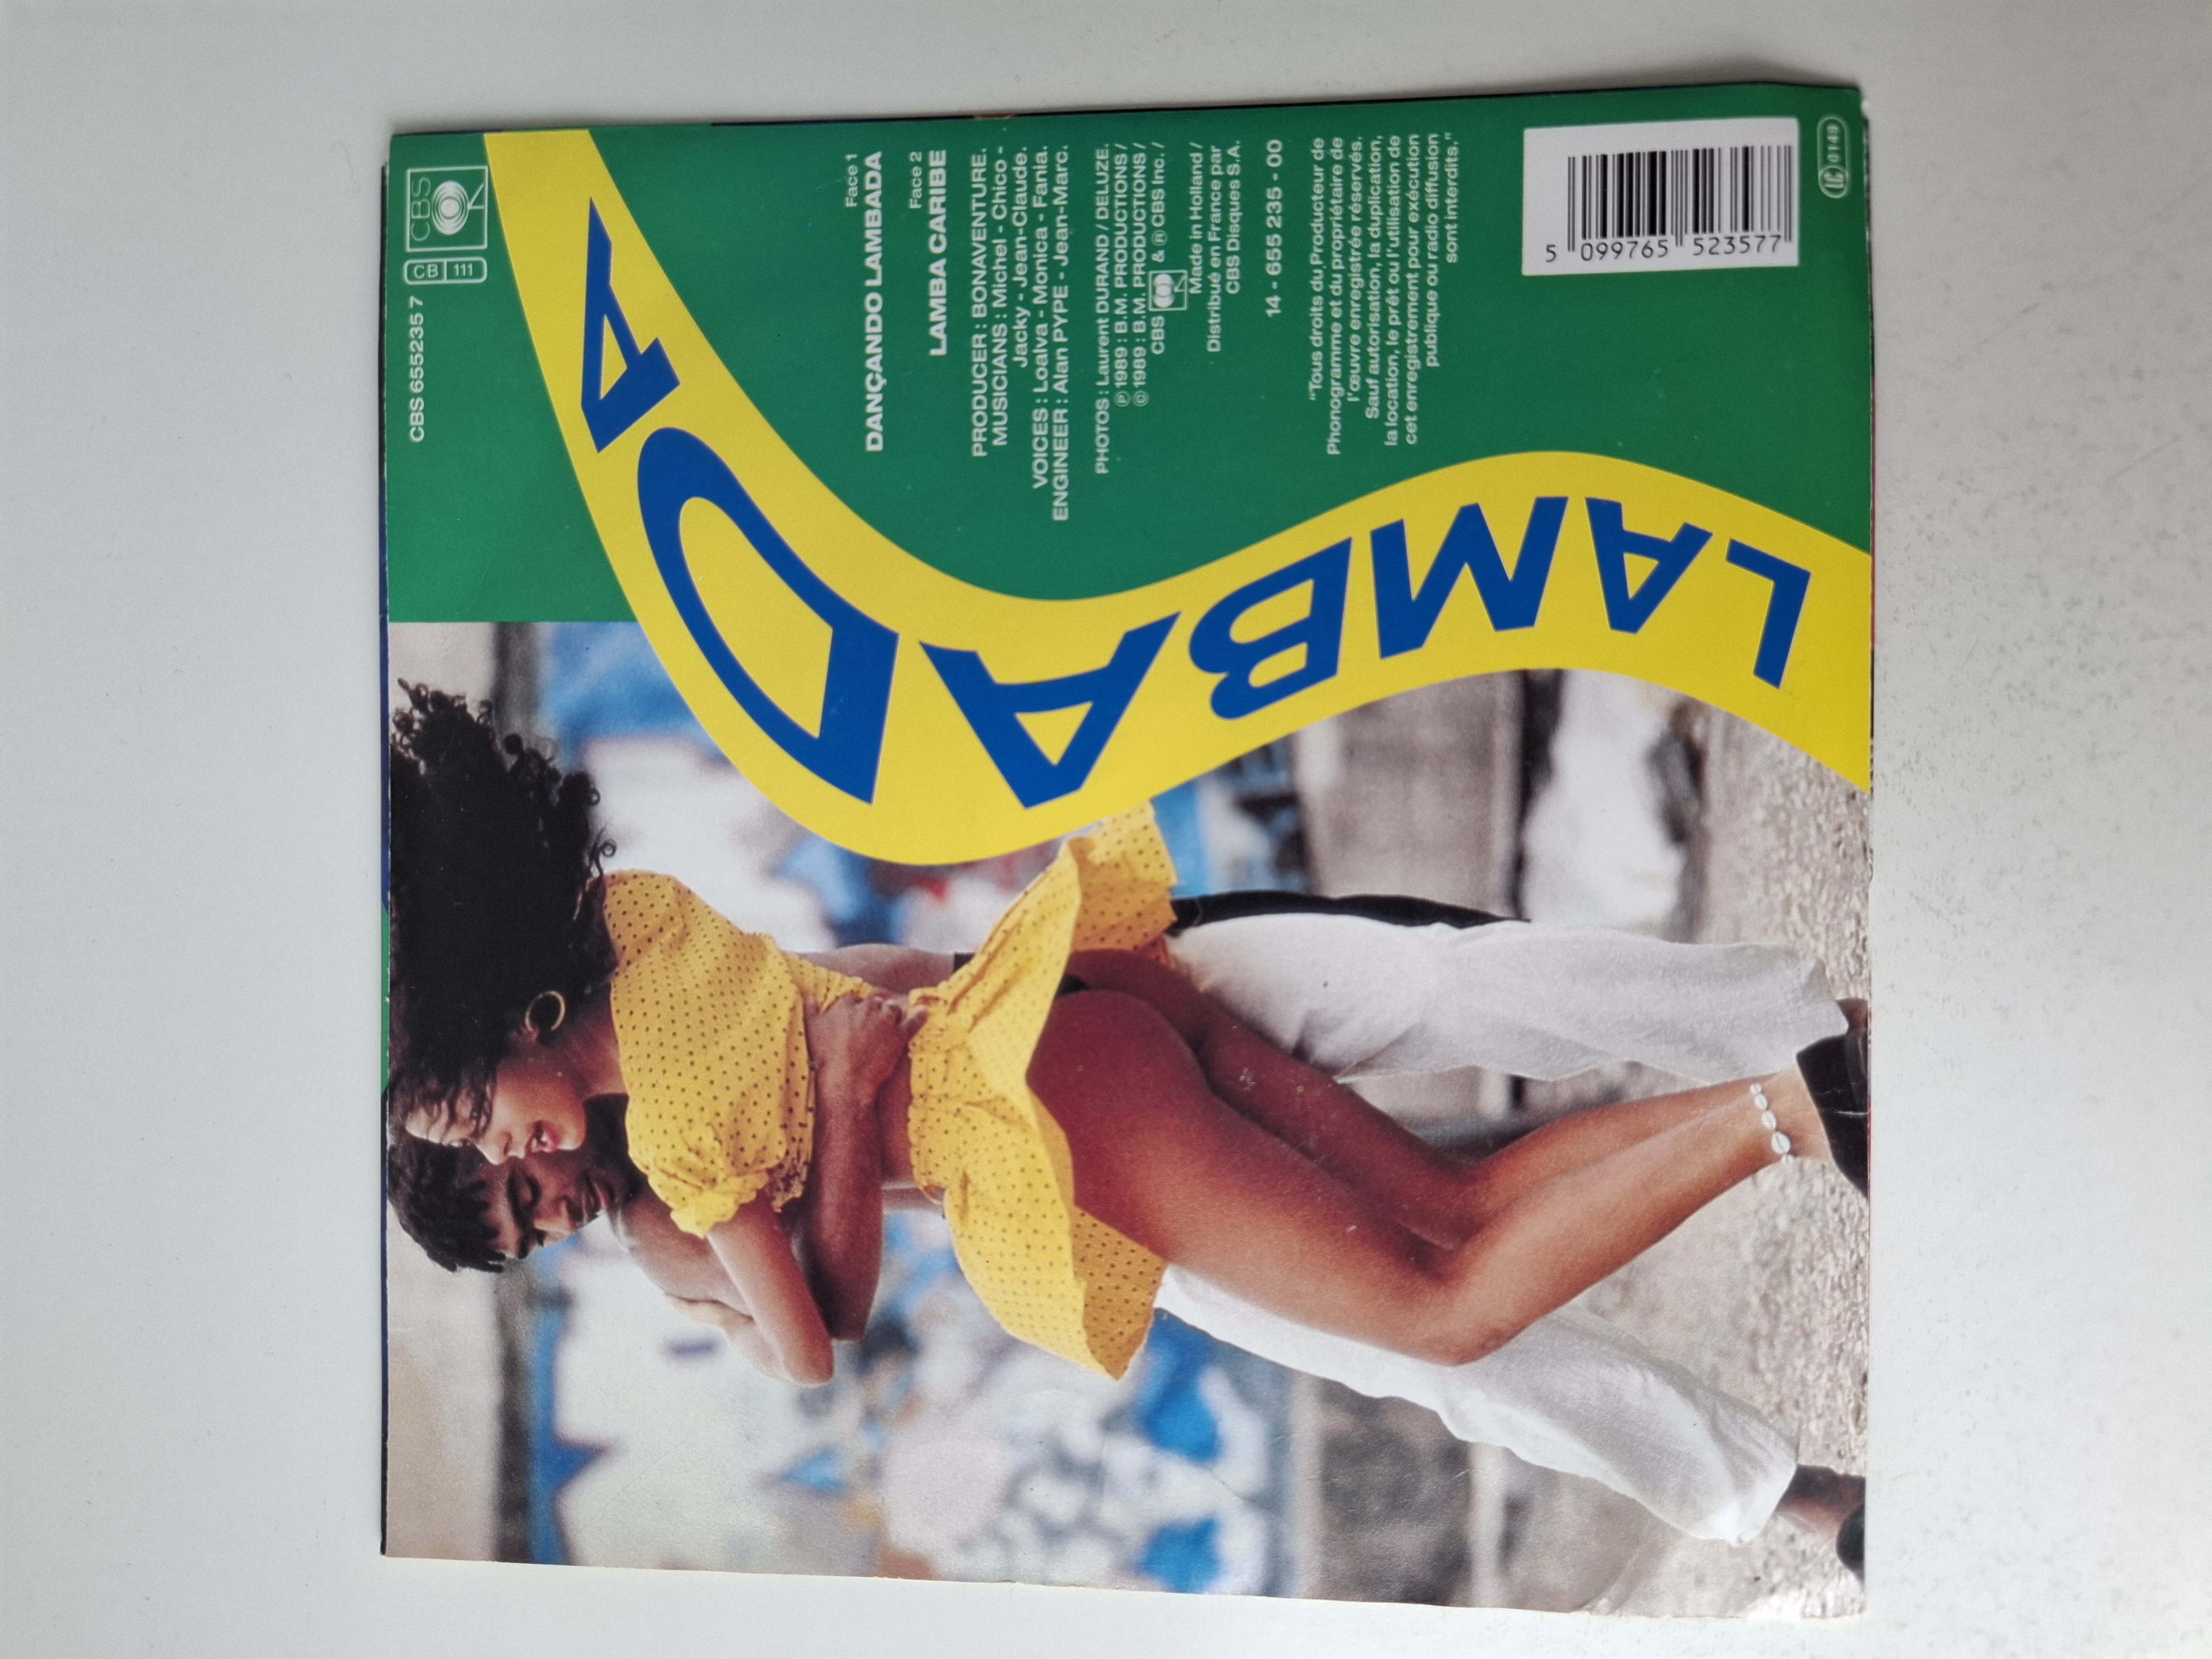 CBS 655235 7
CB 111
CBS
LAMBADA
Face 1
DANÇANDO LAMBADA
Face 2
LAMBA CARIBE
PRODUCER : BONAVENTURE.
MUSICIANS : Michel - Chico -
Jacky - Jean-Claude.
VOICES : Loalva - Monica - Fania.
ENGINEER : Alan PYPE - Jean-Marc.
PHOTOS : Laurent DURAND / DELUZE.
℗ 1989 : B.M. PRODUCTIONS /
© 1989 : B.M. PRODUCTIONS /
CBS & ® CBS Inc. /
Made in Holland /
Distribué en France par
CBS Disques S.A.
14 - 655 235 - 00
“Tous droits du Producteur de
Phonogramme et du propriétaire de
l'œuvre enregistrée réservés.
Sauf autorisation, la duplication,
la location, le prêt ou l'utilisation de
cet enregistrement pour exécution
publique ou radio diffusion
sont interdits.”
5 099765 523577
LC 0149